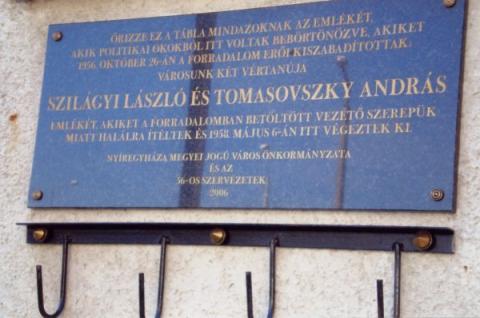 ŐRIZZE EZ A TÁBLA MINDAZOKNAK AZ EMLÉKÉT,
AKIK POLITIKAI OKOKBÓL ITT VOLTAK BEBÖRTÖNÖZVE, AKIKET
1956. OKTÓBER 26-ÁN A FORRADALOM ERŐI KISZABADÍTOTTAK.
VÁROSUNK KÉT VÉRTANÚJA
SZILÁGYI LÁSZLÓ ÉS TOMASOVSZKY ANDRÁS
EMLÉKÉT, AKIKET A FORRADALOMBAN BETÖLTÖTT VEZETŐ SZEREPÜK
MIATT HALÁLRA ÍTÉLTEK ÉS 1958. MÁJUS 6-ÁN ITT VÉGEZTEK KI.
NYÍREGYHÁZA MEGYEI JOGÚ VÁROS ÖNKORMÁNYZATA
ÉS AZ
56-OS SZERVEZETEK
2006